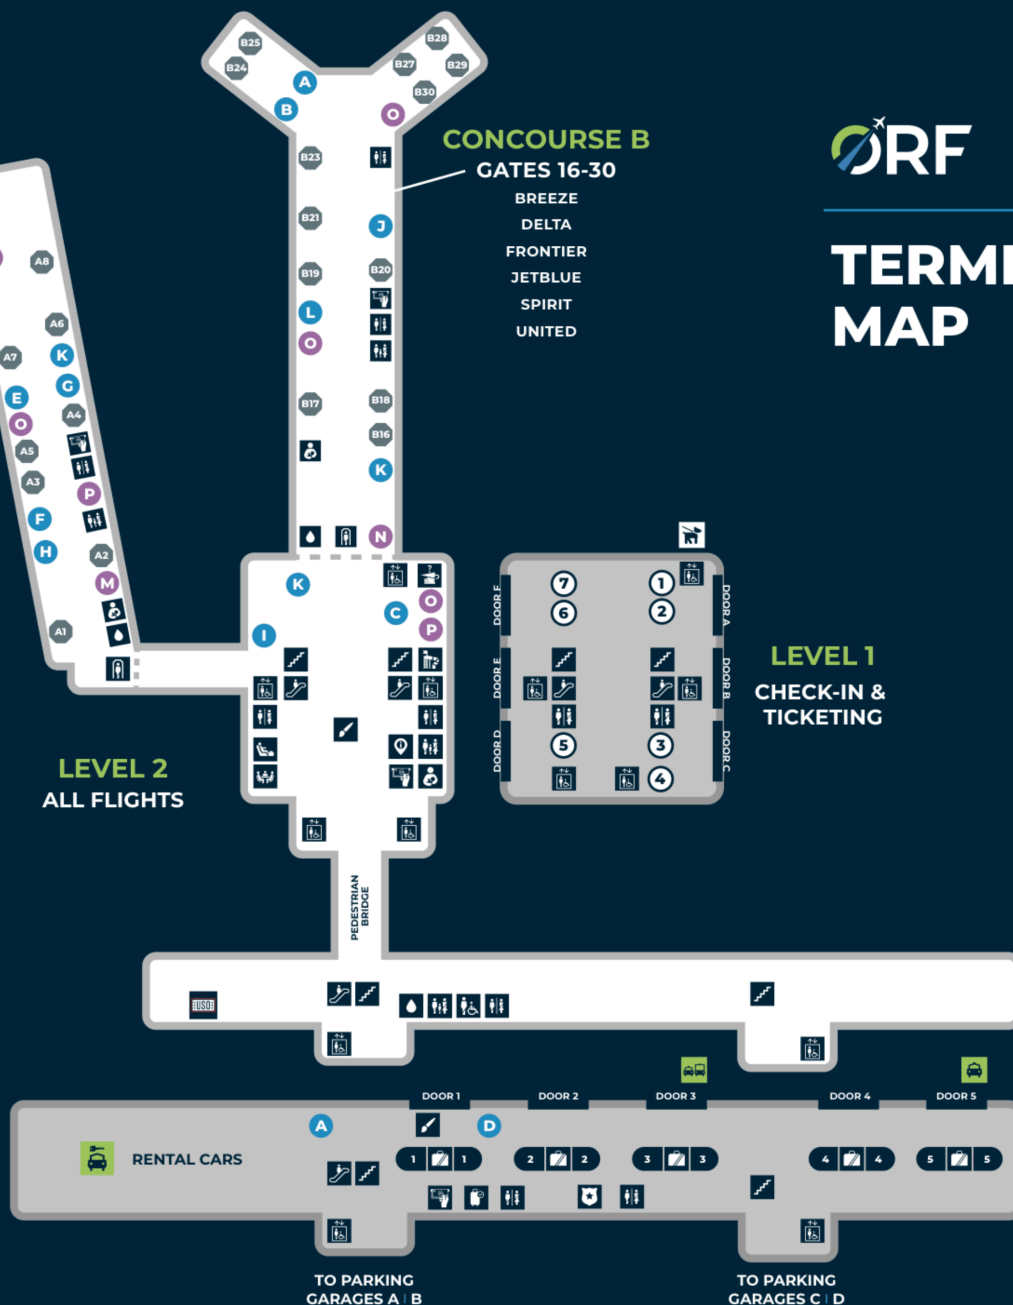 B25
B24
B28
B27
B29
B30
A
B
O
CONCOURSE B
GATES 16-30
BREEZE
DELTA
FRONTIER
JETBLUE
SPIRIT
UNITED
ORF
TERMI
MAP
B23
B21
J
B19
B20
L
O
B17
B18
B16
K
N
A8
A6
A7
K
G
E
O
A4
A5
A3
P
F
H
A2
M
A1
K
C
O
P
I
?
7
1
6
2
5
3
4
DOOR F
DOOR E
DOOR D
DOOR A
DOOR B
DOOR C
LEVEL 1
CHECK-IN &
TICKETING
LEVEL 2
ALL FLIGHTS
PEDESTRIAN
BRIDGE
USO
DOOR 1
DOOR 2
DOOR 3
DOOR 4
DOOR 5
A
D
RENTAL CARS
1 1
2 2
3 3
4 4
5 5
TO PARKING
GARAGES A | B
TO PARKING
GARAGES C | D